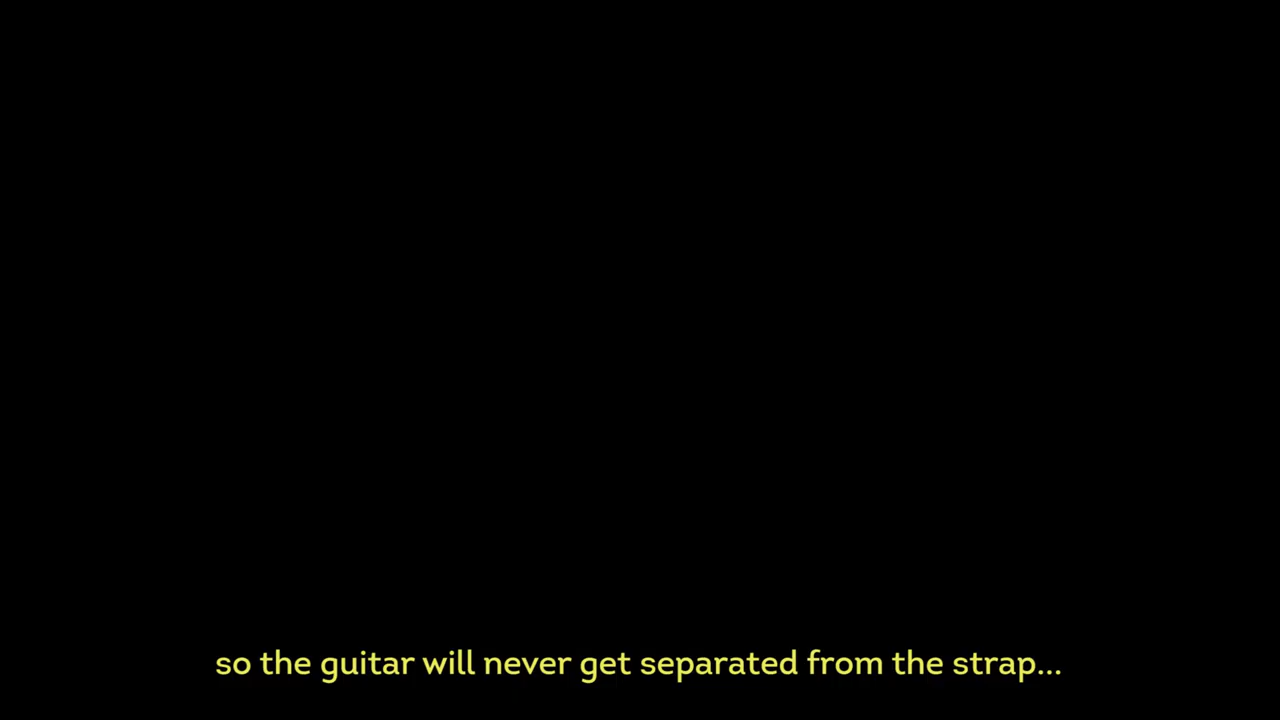 so the guitar will never get separated from the strap...